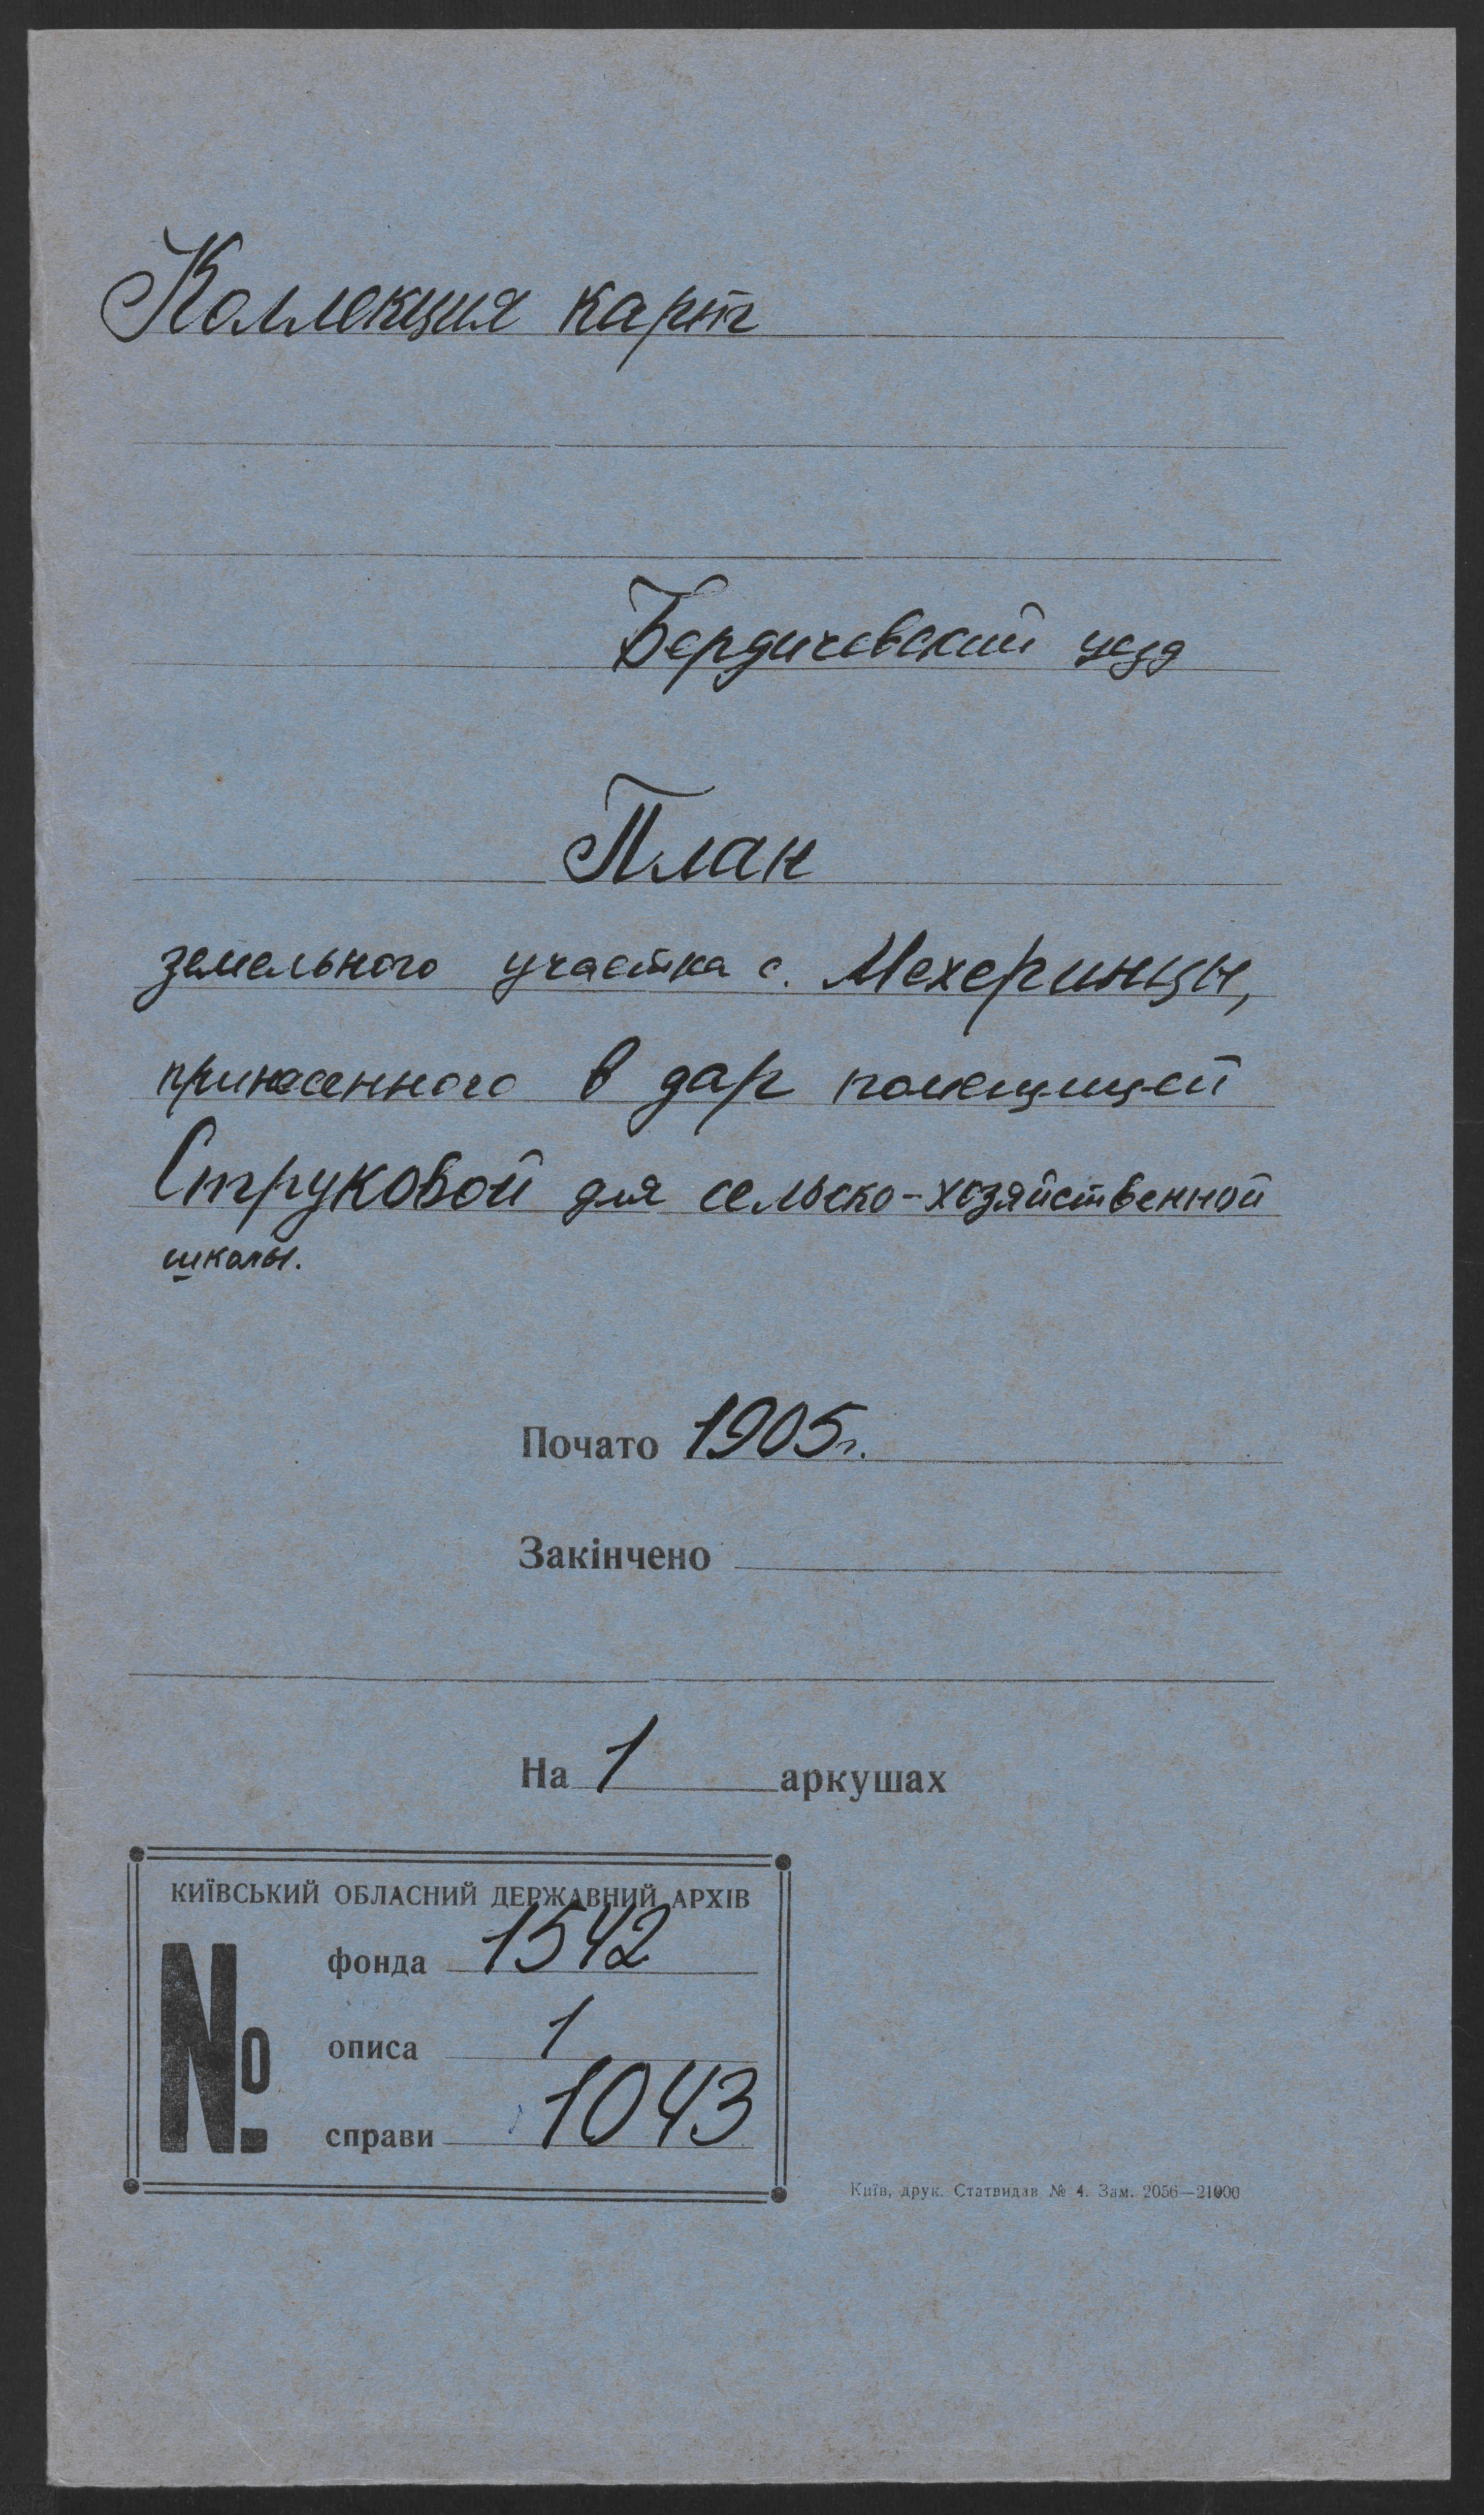 Коллекция карт
Бердичевский уезд
План
земельного участка с. Мехеринцы,
принесенного в дар помещицей
Струковой для сельско-хозяйственной
школы.
Почато 1905 г.
Закінчено
На 1 аркушах
КИЇВСЬКИЙ ОБЛАСНИЙ ДЕРЖАВНИЙ АРХІВ
№
фонда 1542
описа 1
справи 1043
Київ, друк. Статвидав № 4. Зам. 2056—21000